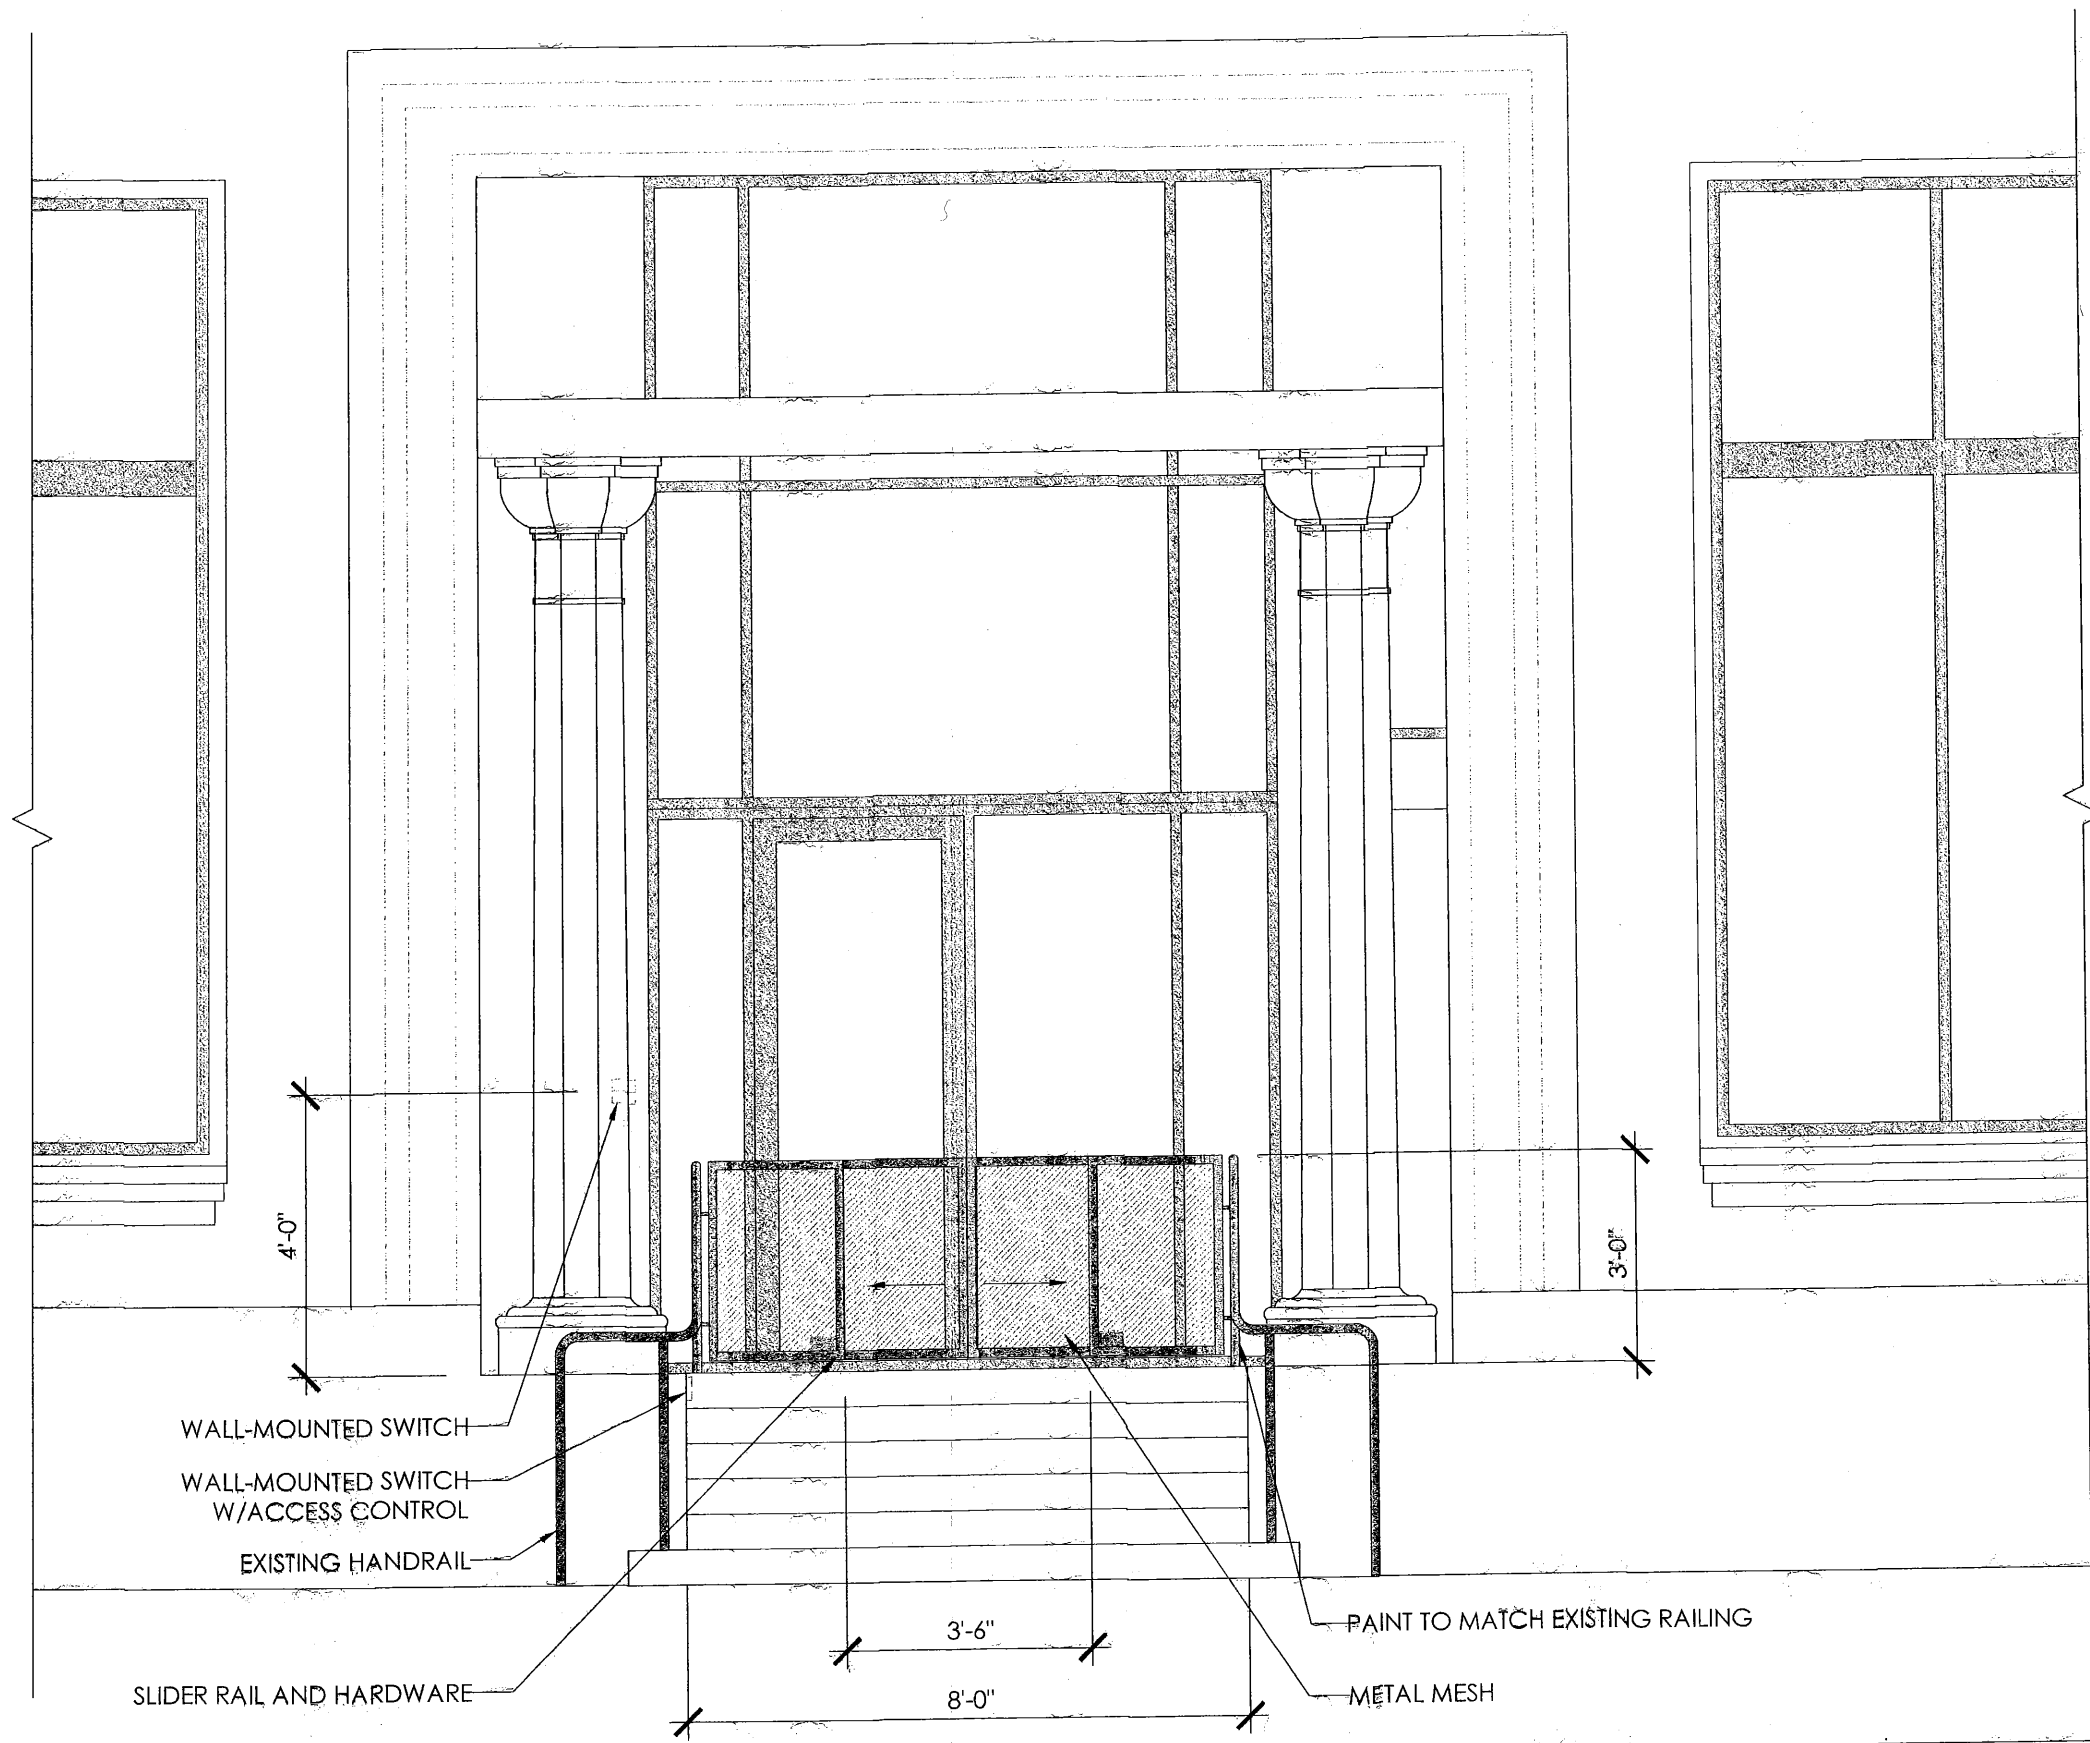 4'-0"
3'-0"
WALL-MOUNTED SWITCH
WALL-MOUNTED SWITCH
W/ACCESS CONTROL
EXISTING HANDRAIL
3'-6"
PAINT TO MATCH EXISTING RAILING
SLIDER RAIL AND HARDWARE
8'-0"
METAL MESH